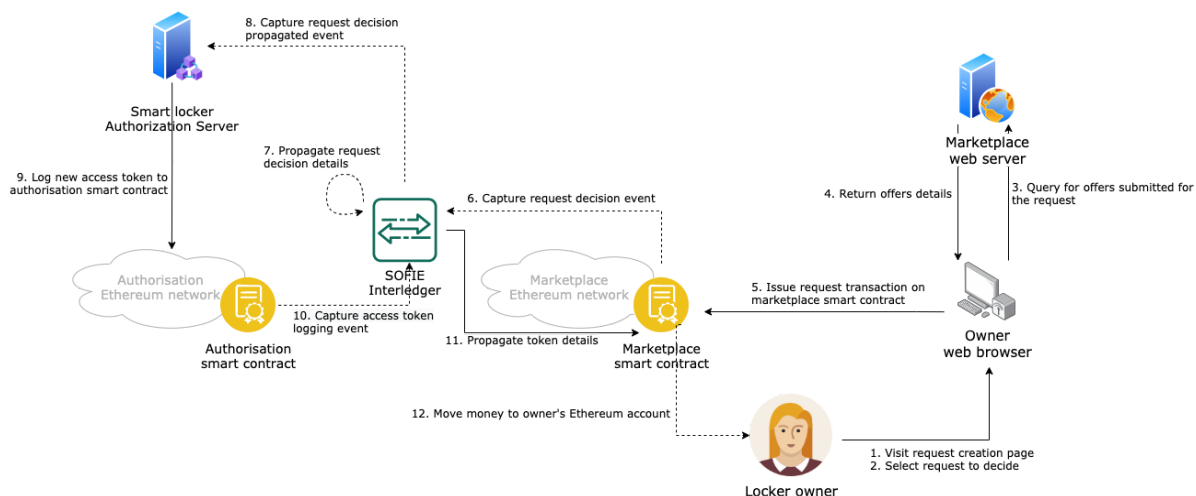 8. Capture request decision
propagated event
Smart locker
Authorization Server
7. Propagate request
decision details
9. Log new access token to
authorisation smart contract
6. Capture request decision event
SOFIE
Interledger
Authorisation
Ethereum network
10. Capture access token
logging event
Authorisation
smart contract
Marketplace
Ethereum network
11. Propagate token details
Marketplace
smart contract
Marketplace
web server
4. Return offers details
3. Query for offers submitted for
the request
5. Issue request transaction on
marketplace smart contract
Owner
web browser
12. Move money to owner's Ethereum account
1. Visit request creation page
2. Select request to decide
Locker owner